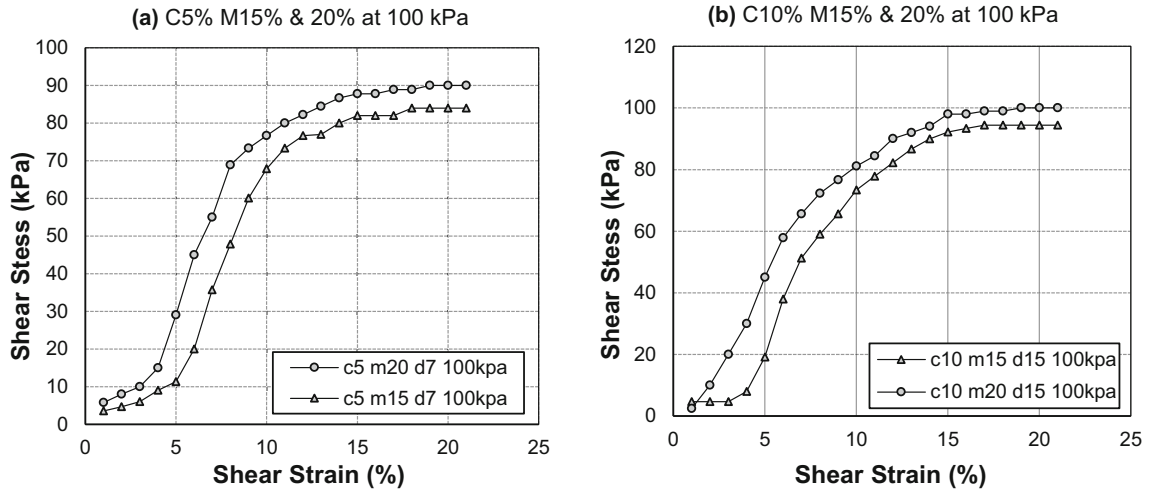 (a) C5% M15% & 20% at 100 kPa
100
90
80
70
60
50
40
30
20
10
0
Shear Stess (kPa)
c5 m20 d7 100kpa
c5 m15 d7 100kpa
0 5 10 15 20 25
Shear Strain (%)
(b) C10% M15% & 20% at 100 kPa
120
100
80
60
40
20
0
Shear Stess (kPa)
c10 m15 d15 100kpa
c10 m20 d15 100kpa
0 5 10 15 20 25
Shear Strain (%)